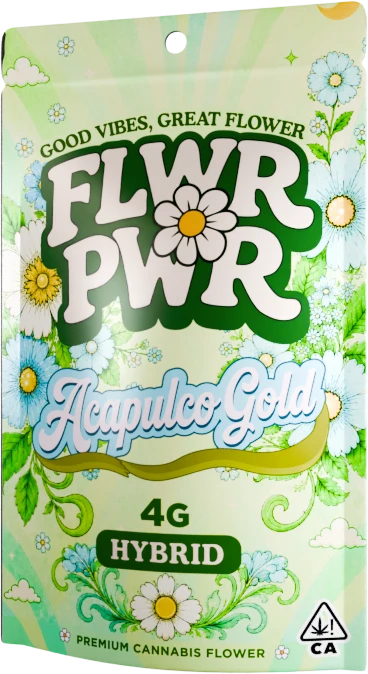 GOOD VIBES, GREAT FLOWER
FLWR
PWR
Acapulco Gold
4G
HYBRID
PREMIUM CANNABIS FLOWER
CA